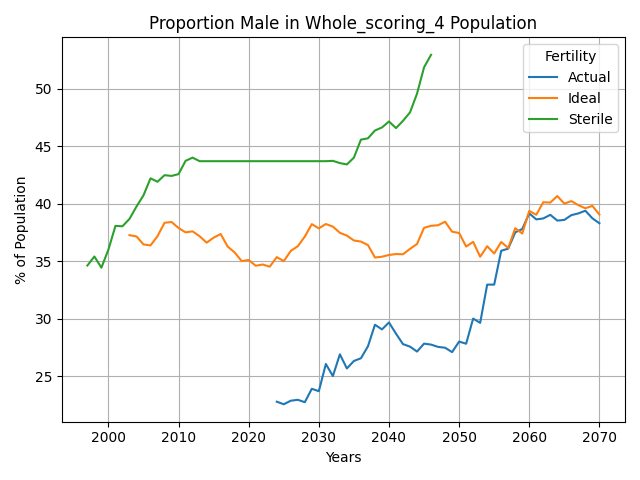 Proportion Male in Whole_scoring_4 Population
Fertility
Actual
Ideal
Sterile
% of Population
50
45
40
35
30
25
2000 2010 2020 2030 2040 2050 2060 2070
Years